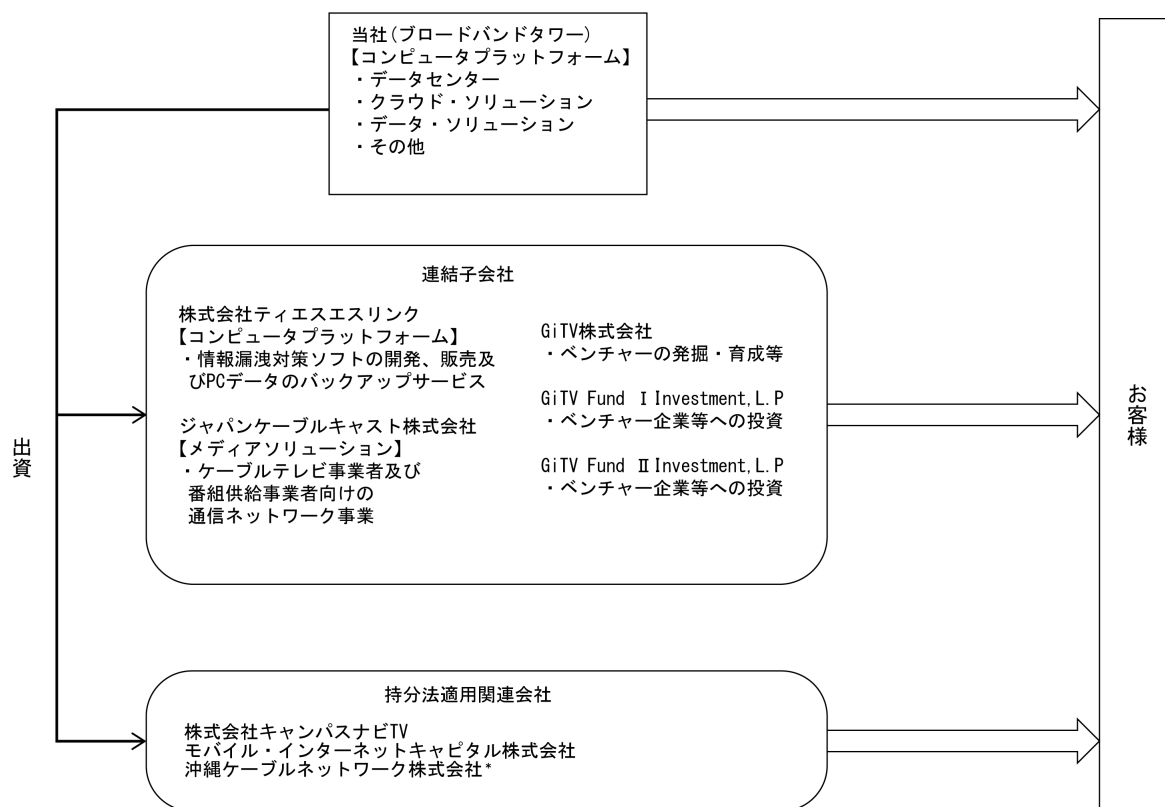 当社(ブロードバンドタワー)
【コンピュータプラットフォーム】
・データセンター
・クラウド・ソリューション
・データ・ソリューション
・その他
出資
連結子会社
株式会社ティエスエスリンク
【コンピュータプラットフォーム】
・情報漏洩対策ソフトの開発、販売及
びPCデータのバックアップサービス
ジャパンケーブルキャスト株式会社
【メディアソリューション】
・ケーブルテレビ事業者及び
番組供給事業者向けの
通信ネットワーク事業
GiTV株式会社
・ベンチャーの発掘・育成等
GiTV Fund Ⅰ Investment,L.P
・ベンチャー企業等への投資
GiTV Fund Ⅱ Investment,L.P
・ベンチャー企業等への投資
持分法適用関連会社
株式会社キャンパスナビTV
モバイル・インターネットキャピタル株式会社
沖縄ケーブルネットワーク株式会社*
お客様